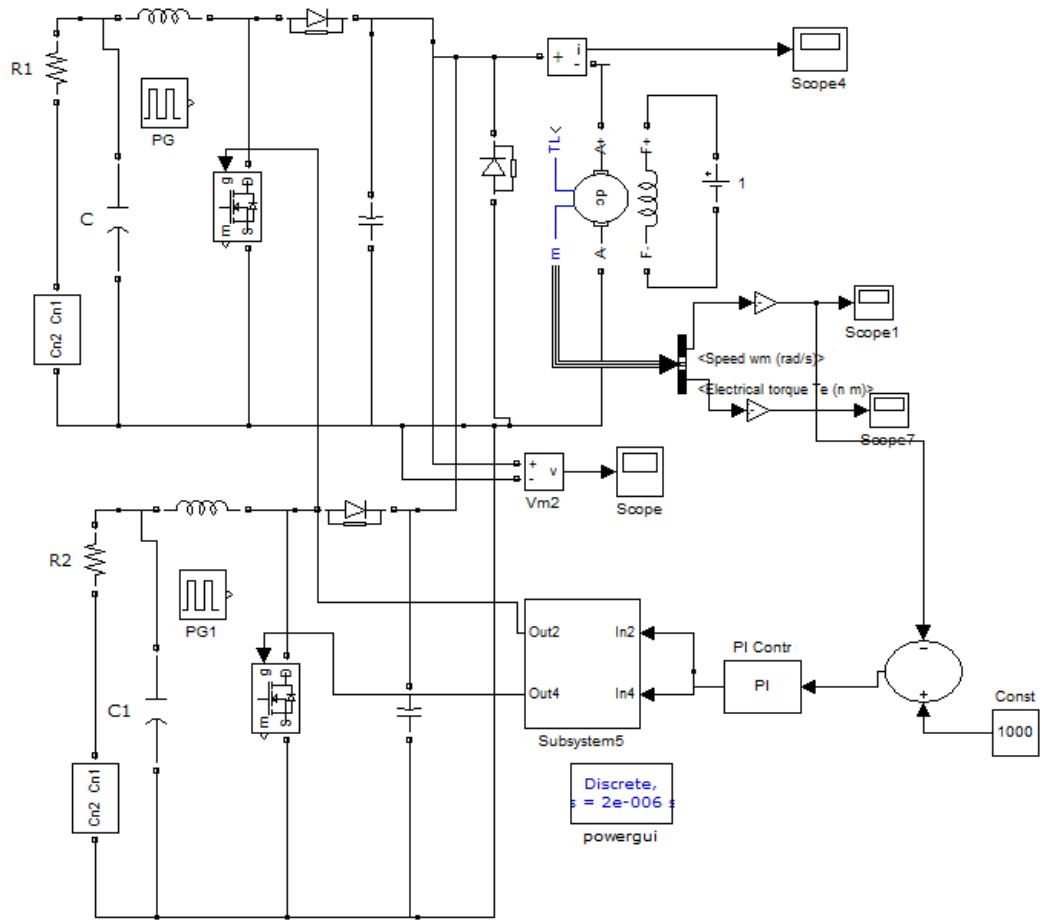 R1
PG
C
g D
m S
Cn2 Cn1
+ i
-
Scope4
TL
A+
F+
dc
1
m
A-
F-
Scope1
<Speed wm (rad/s)>
<Electrical torque Te (n m)>
Scope7
+ v
-
Vm2
Scope
R2
PG1
C1
g D
m S
Cn2 Cn1
Out2 In2
Out4 In4
Subsystem5
PI Contr
PI
-
+
Const
1000
Discrete,
s = 2e-006 s
powergui